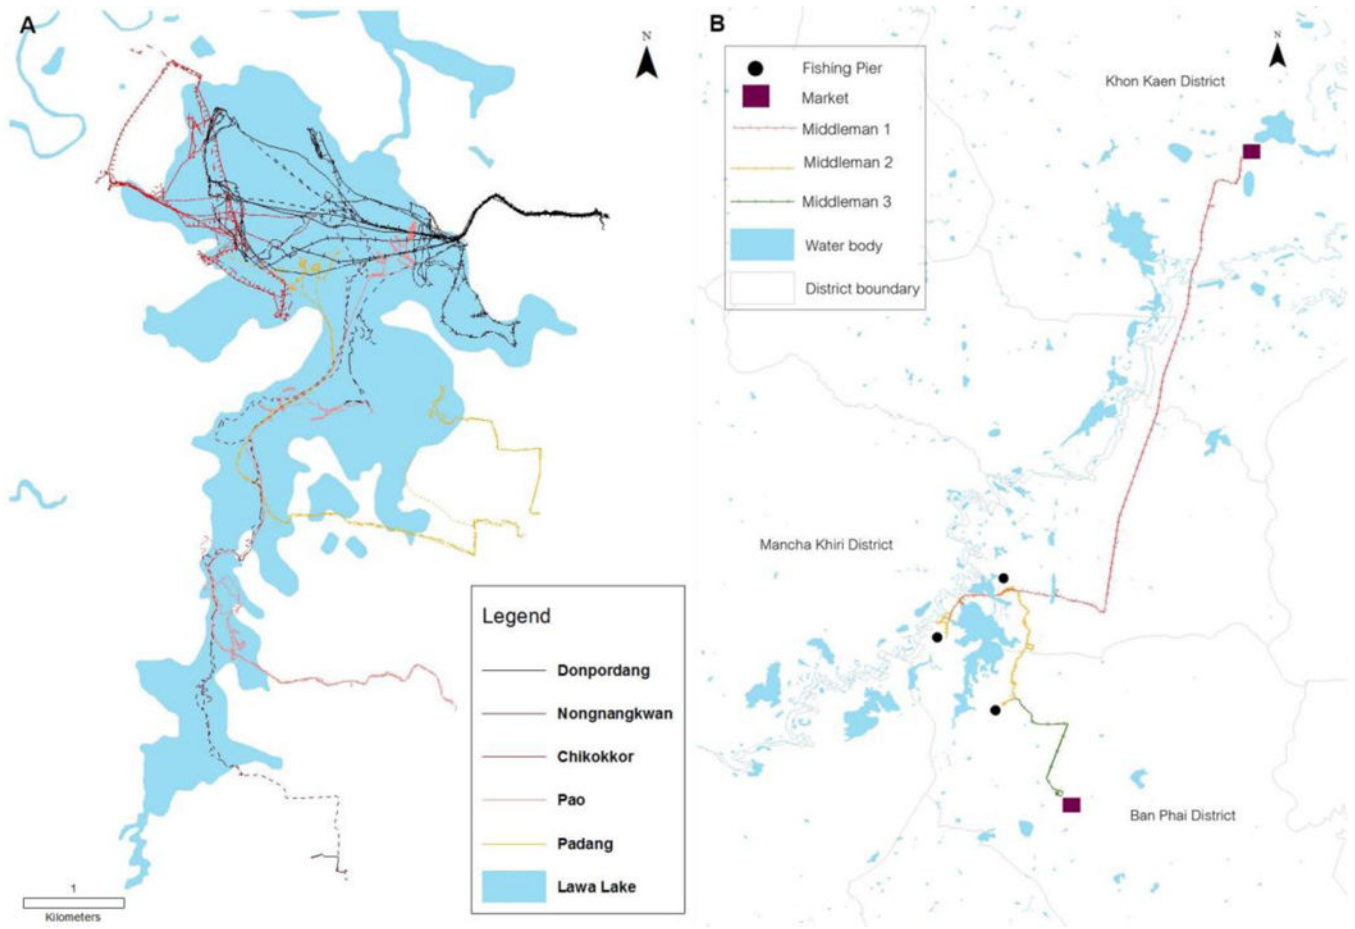 A
N
Legend
Donpordang
Nongnangkwan
Chikokkor
Pao
Padang
Lawa Lake
1
Kilometers
B
N
Fishing Pier
Market
Middleman 1
Middleman 2
Middleman 3
Water body
District boundary
Khon Kaen District
Mancha Khiri District
Ban Phai District